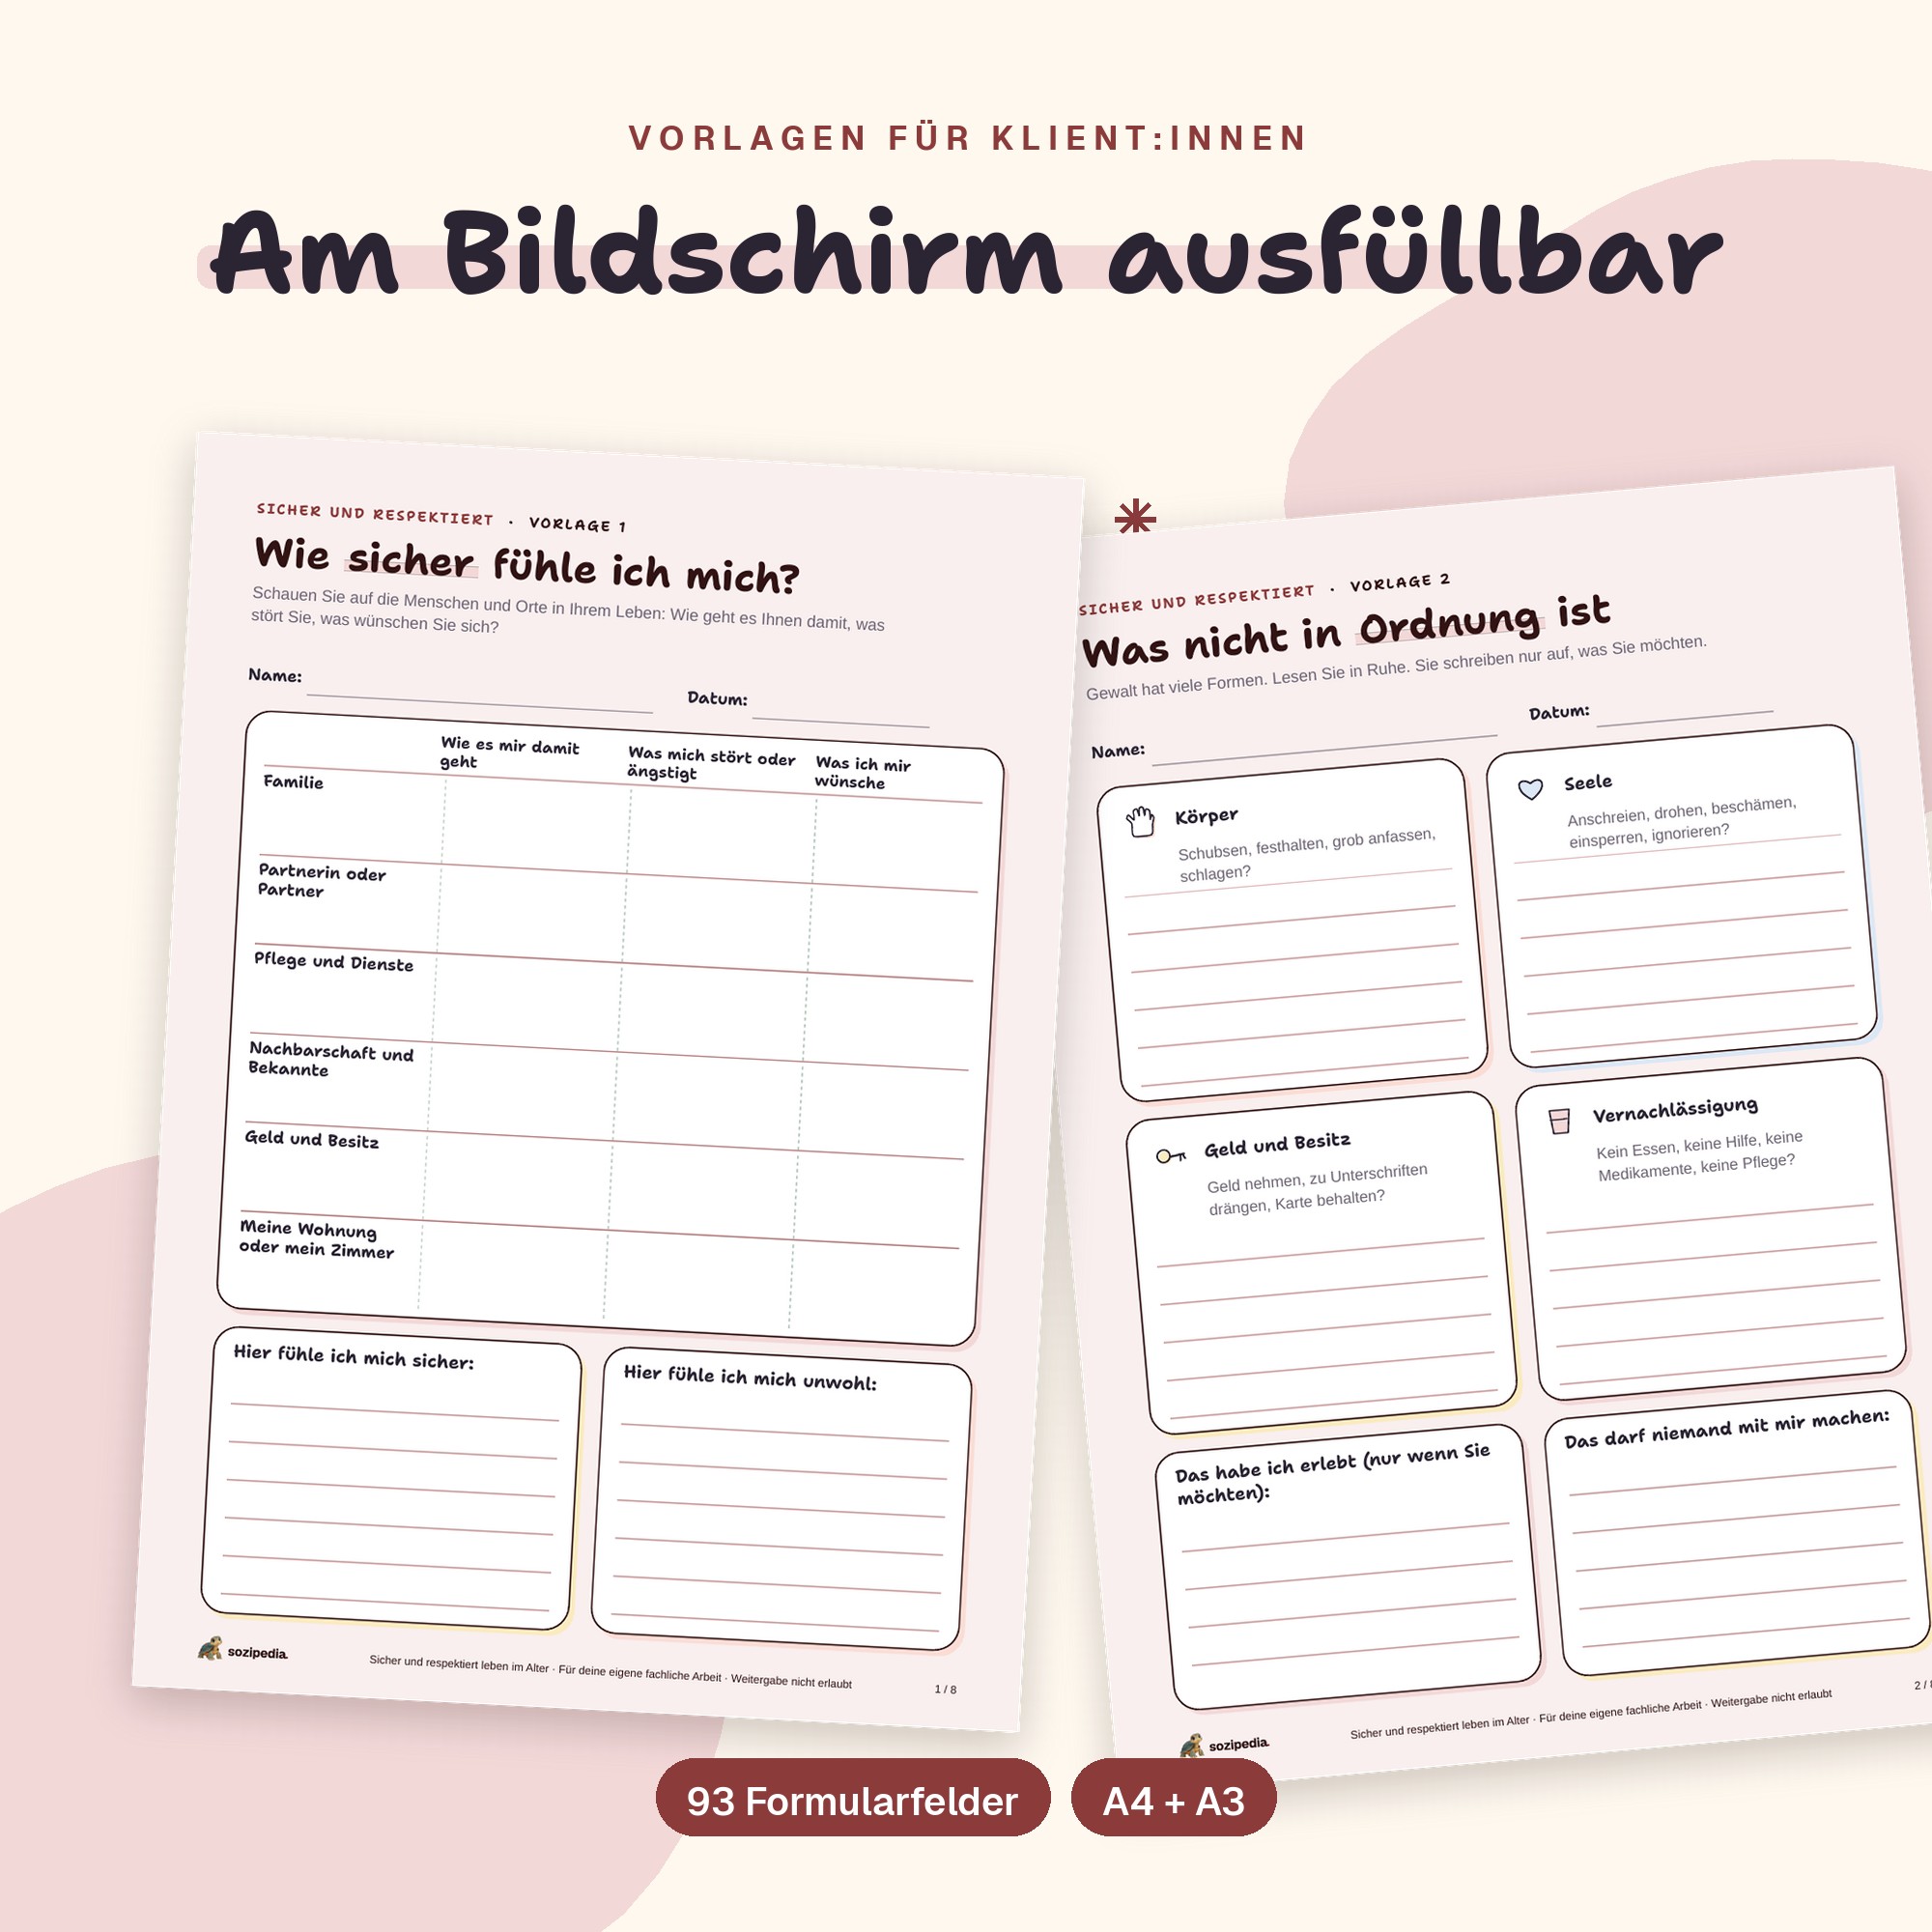 VORLAGEN FÜR KLIENT:INNEN
Am Bildschirm ausfüllbar
SICHER UND RESPEKTIERT · VORLAGE 1
Wie sicher fühle ich mich?
Schauen Sie auf die Menschen und Orte in Ihrem Leben: Wie geht es Ihnen damit, was
stört Sie, was wünschen Sie sich?
Name:
Datum:
Wie es mir damit
geht
Was mich stört oder
ängstigt
Was ich mir
wünsche
Familie
Partnerin oder
Partner
Pflege und Dienste
Nachbarschaft und
Bekannte
Geld und Besitz
Meine Wohnung
oder mein Zimmer
Hier fühle ich mich sicher:
Hier fühle ich mich unwohl:
sozipedia.
Sicher und respektiert leben im Alter · Für deine eigene fachliche Arbeit · Weitergabe nicht erlaubt
1 / 8
SICHER UND RESPEKTIERT · VORLAGE 2
Was nicht in Ordnung ist
Gewalt hat viele Formen. Lesen Sie in Ruhe. Sie schreiben nur auf, was Sie möchten.
Name:
Datum:
Körper
Schubsen, festhalten, grob anfassen,
schlagen?
Seele
Anschreien, drohen, beschämen,
einsperren, ignorieren?
Geld und Besitz
Geld nehmen, zu Unterschriften
drängen, Karte behalten?
Vernachlässigung
Kein Essen, keine Hilfe, keine
Medikamente, keine Pflege?
Das habe ich erlebt (nur wenn Sie
möchten):
Das darf niemand mit mir machen:
sozipedia.
Sicher und respektiert leben im Alter · Für deine eigene fachliche Arbeit · Weitergabe nicht erlaubt
2 / 8
93 Formularfelder
A4 + A3